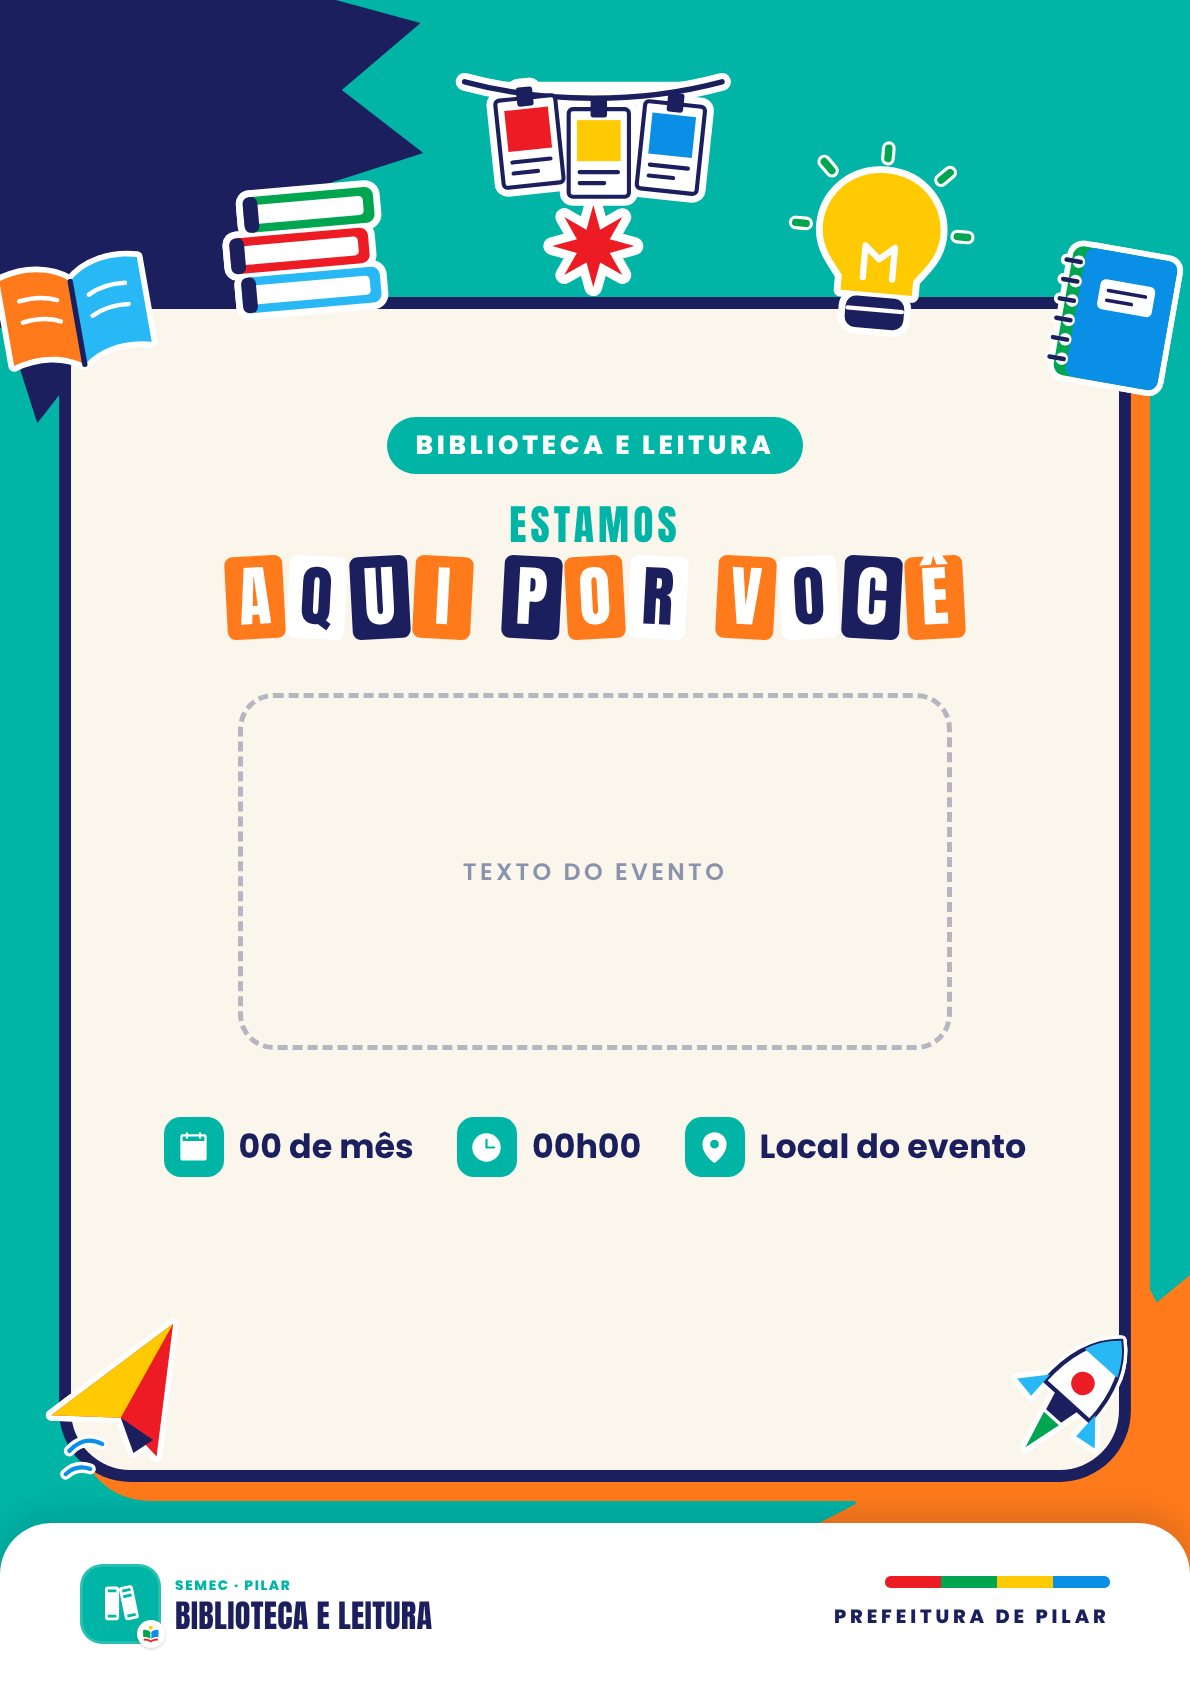 BIBLIOTECA E LEITURA
ESTAMOS
AQUI POR VOCÊ
TEXTO DO EVENTO
00 de mês
00h00
Local do evento
SEMEC · PILAR
BIBLIOTECA E LEITURA
PREFEITURA DE PILAR